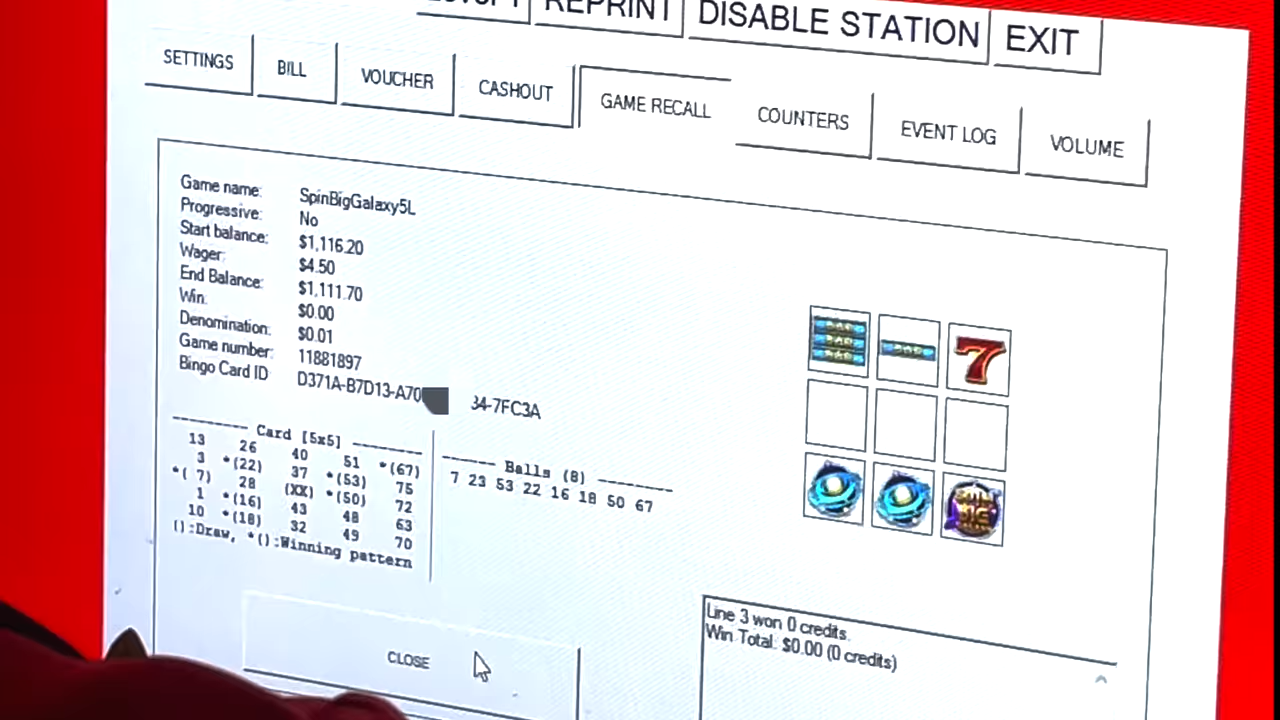 REPRINT
DISABLE STATION
EXIT
SETTINGS
BILL
VOUCHER
CASHOUT
GAME RECALL
COUNTERS
EVENT LOG
VOLUME
Game name: SpinBigGalaxy5L
Progressive: No
Start balance: $1,116.20
Wager: $4.50
End Balance: $1,111.70
Win: $0.00
Denomination: $0.01
Game number: 11881897
Bingo Card ID D371A-B7D13-A70 34-7FC3A
--------- Card [5x5] ---------
13 26 40 51 *(67)
3 *(22) 37 *(53) 75
*( 7) 28 (XX) *(50) 72
1 *(16) 43 48 63
10 *(18) 32 49 70
():Draw, *():Winning pattern
------ Balls (8) ---------
7 23 53 22 16 18 50 67
7
Line 3 won 0 credits.
Win Total: $0.00 (0 credits)
CLOSE